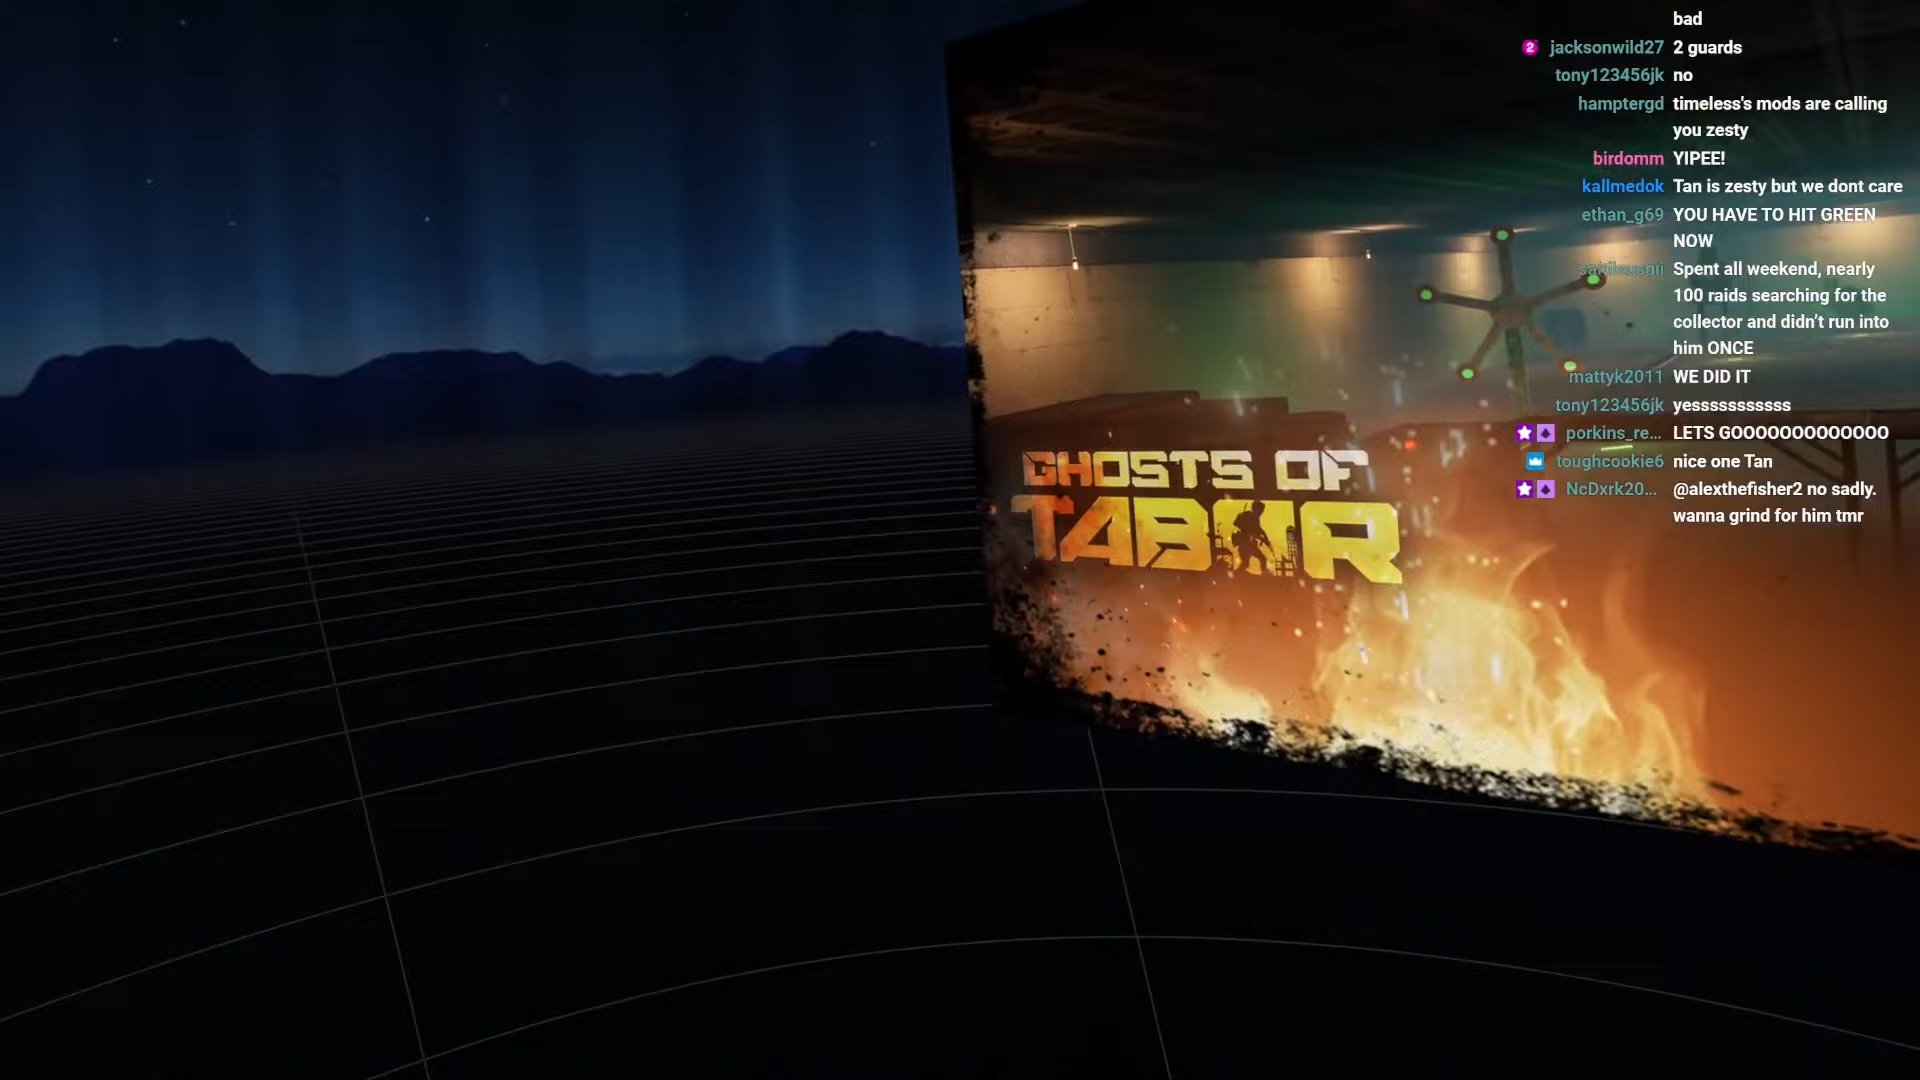 bad
2 jacksonwild27 2 guards
tony123456jk no
hamptergd timeless's mods are calling
you zesty
birdomm YIPEE!
kallmedok Tan is zesty but we dont care
ethan_g69 YOU HAVE TO HIT GREEN
NOW
Spent all weekend, nearly
100 raids searching for the
collector and didn't run into
him ONCE
mattyk2011 WE DID IT
tony123456jk yesssssssssss
porkins_re... LETS GOOOOOOOOOOOOO
toughcookie6 nice one Tan
NcDxrk20... @alexthefisher2 no sadly.
wanna grind for him tmr
GHOSTS OF
TABOR